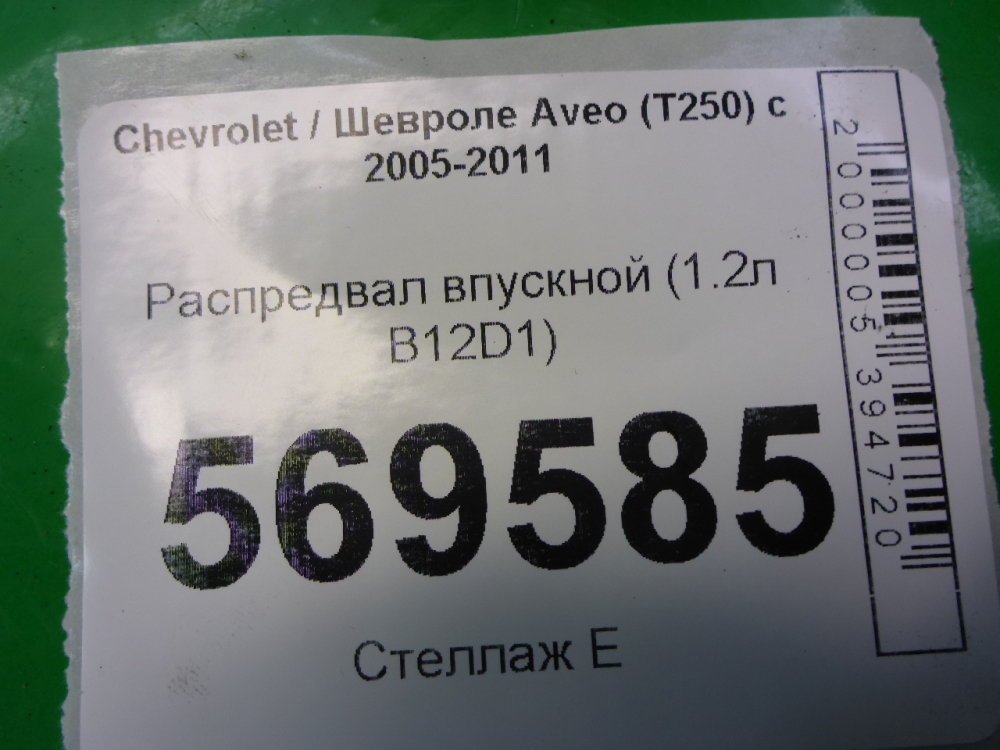 Chevrolet / Шевроле Aveo (T250) с
2005-2011
Распредвал впускной (1.2л
B12D1)
569585
Стеллаж Е
2000005394720